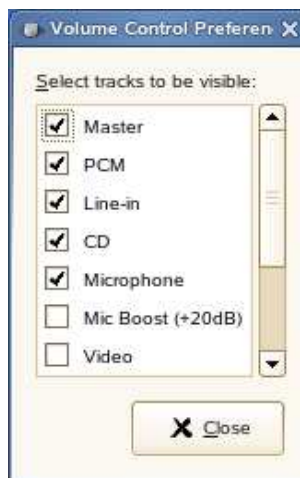 Volume Control Preferen
Select tracks to be visible:
Master
PCM
Line-in
CD
Microphone
Mic Boost (+20dB)
Video
Close